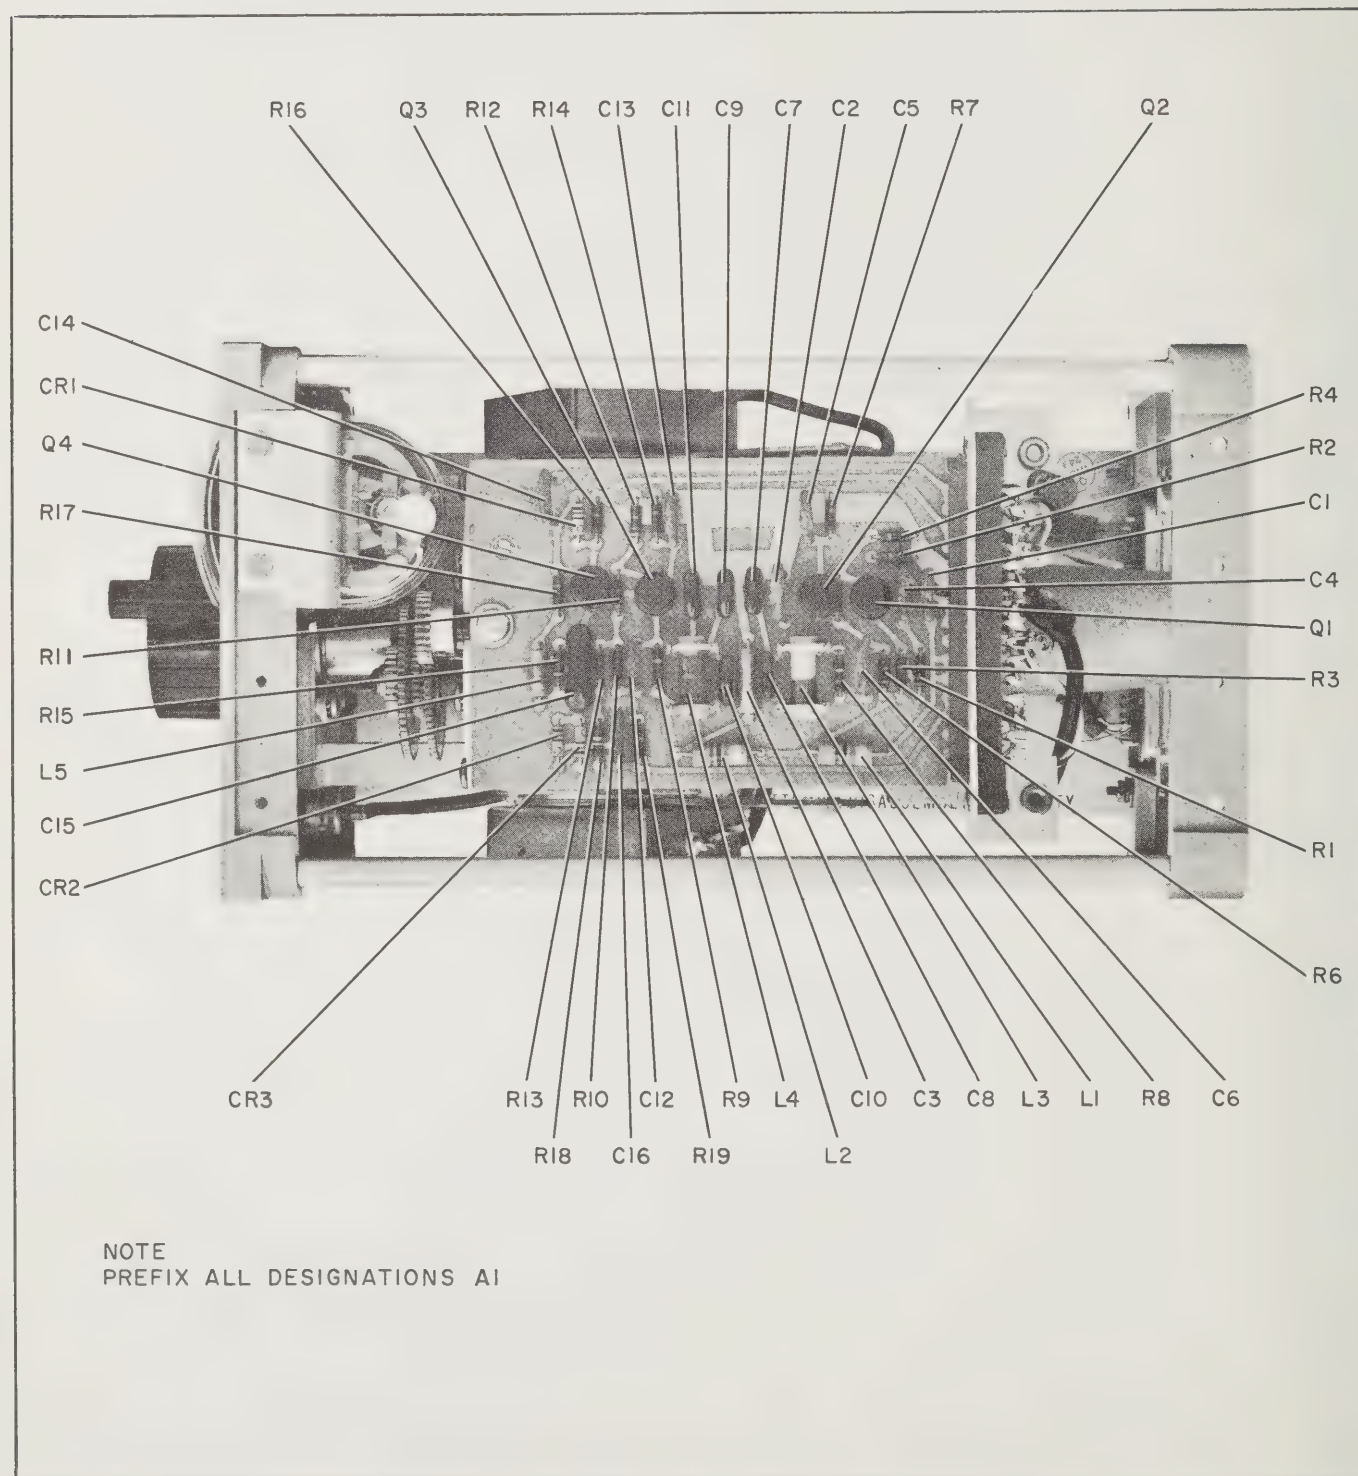 R16 Q3 R12 R14 C13 C11 C9 C7 C2 C5 R7 Q2
C14
CR1
Q4
R17
R11
R15
L5
C15
CR2
R4
R2
C1
C4
Q1
R3
R1
R6
CR3 R13 R10 C12 R9 L4 C10 C3 C8 L3 L1 R8 C6
R18 C16 R19 L2
NOTE
PREFIX ALL DESIGNATIONS A1